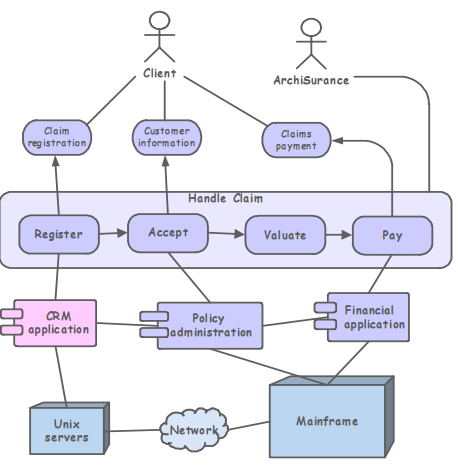 Client
ArchiSurance
Claim
registration
Customer
information
Claims
payment
Handle Claim
Register
Accept
Valuate
Pay
CRM
application
Policy
administration
Financial
application
Unix
servers
Network
Mainframe